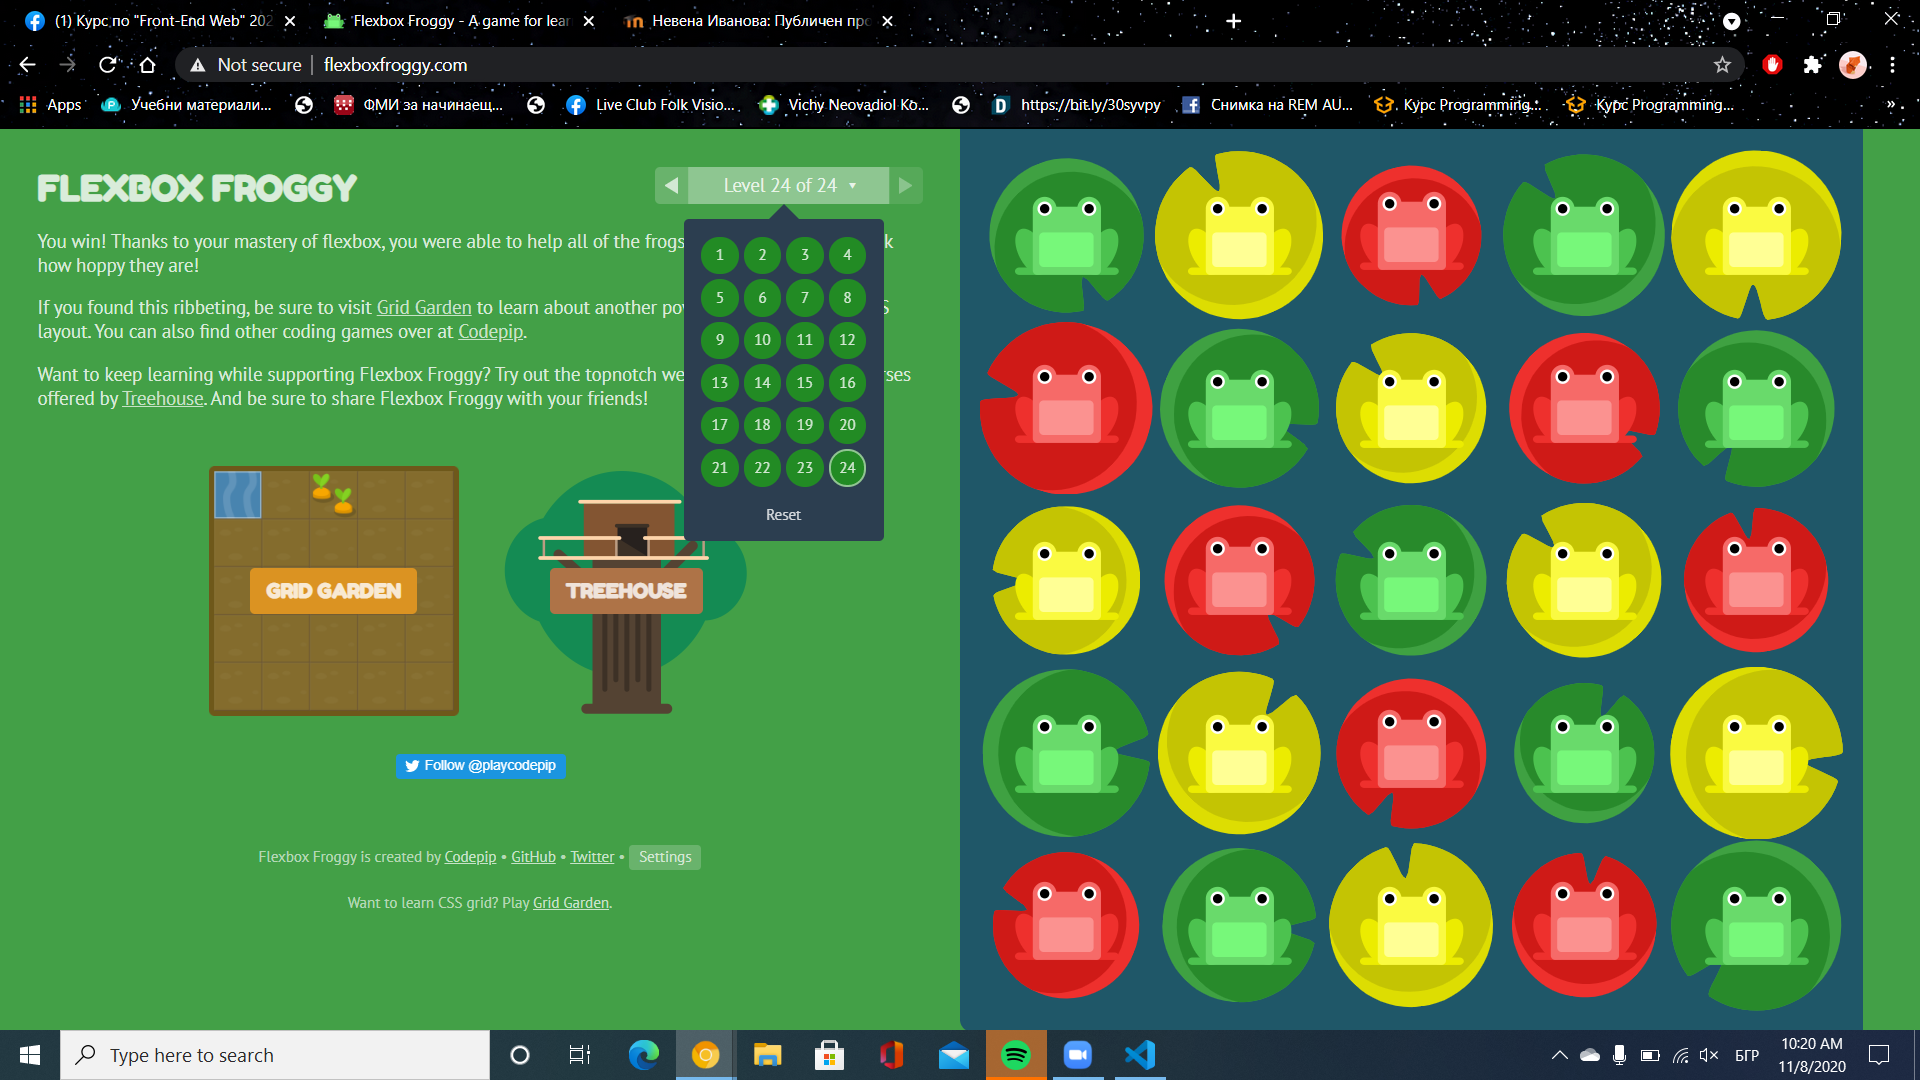 (1) Курс по "Front-End Web" 202
Flexbox Froggy - A game for lear
Невена Иванова: Публичен про
Not secure
flexboxfroggy.com
Apps
Учебни материали...
ФМИ за начинаещ...
Live Club Folk Visio...
Vichy Neovadiol Ko...
https://bit.ly/30syvpy
Снимка на REM AU...
Курс Programming...
Курс Programming...
»
FLEXBOX FROGGY
Level 24 of 24
You win! Thanks to your mastery of flexbox, you were able to help all of the frogs
how hoppy they are!
If you found this ribbeting, be sure to visit Grid Garden to learn about another
layout. You can also find other coding games over at Codepip.
Want to keep learning while supporting Flexbox Froggy? Try out the topnotch
offered by Treehouse. And be sure to share Flexbox Froggy with your friends!
1 2 3 4
5 6 7 8
9 10 11 12
13 14 15 16
17 18 19 20
21 22 23 24
Reset
GRID GARDEN
TREEHOUSE
Follow @playcodepip
Flexbox Froggy is created by Codepip • GitHub • Twitter • Settings
Want to learn CSS grid? Play Grid Garden.
Type here to search
БГР
10:20 AM
11/8/2020